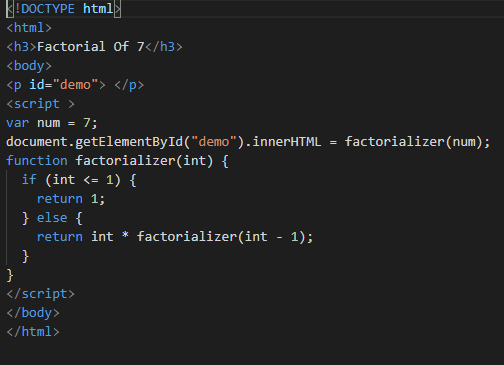 <!DOCTYPE html>
<html>
<h3>Factorial Of 7</h3>
<body>
<p id="demo"> </p>
<script >
var num = 7;
document.getElementById("demo").innerHTML = factorializer(num);
function factorializer(int) {
  if (int <= 1) {
    return 1;
  } else {
    return int * factorializer(int - 1);
  }
}
</script>
</body>
</html>